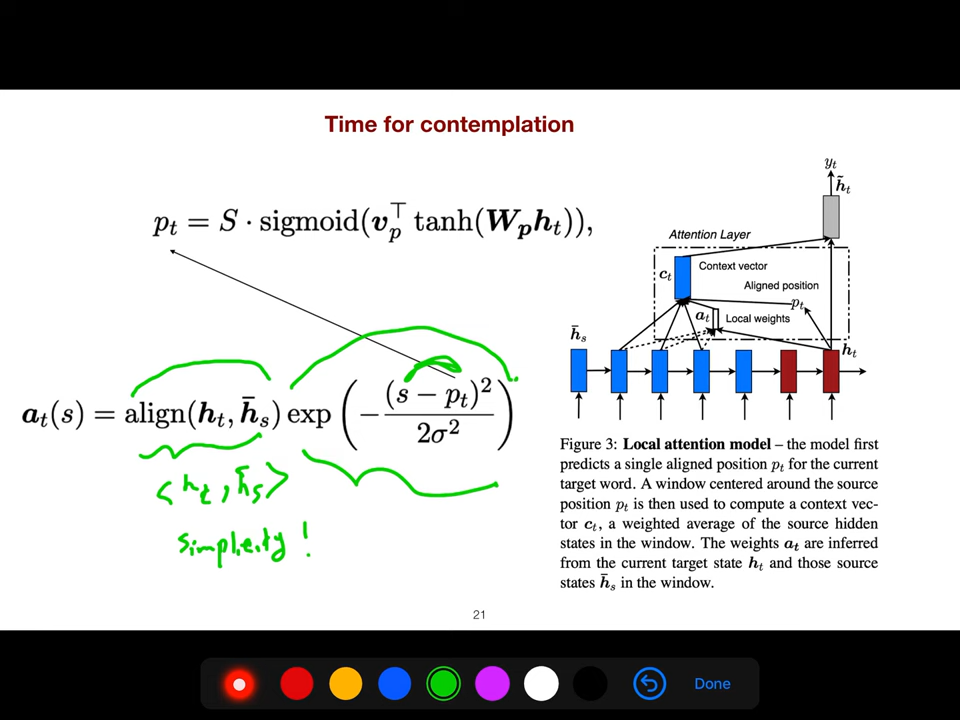 Time for contemplation
p_t = S · sigmoid(v_p^⊤ tanh(W_p h_t)),
a_t(s) = align(h_t, h̄_s) exp(−(s − p_t)²/2σ²)
<h_t, h̄_s>
simplicity !
y_t
h̃_t
Attention Layer
c_t
Context vector
Aligned position
p_t
a_t
Local weights
h̄_s
h_t
Figure 3: Local attention model – the model first
predicts a single aligned position p_t for the current
target word. A window centered around the source
position p_t is then used to compute a context vec-
tor c_t, a weighted average of the source hidden
states in the window. The weights a_t are inferred
from the current target state h_t and those source
states h̄_s in the window.
21
Done